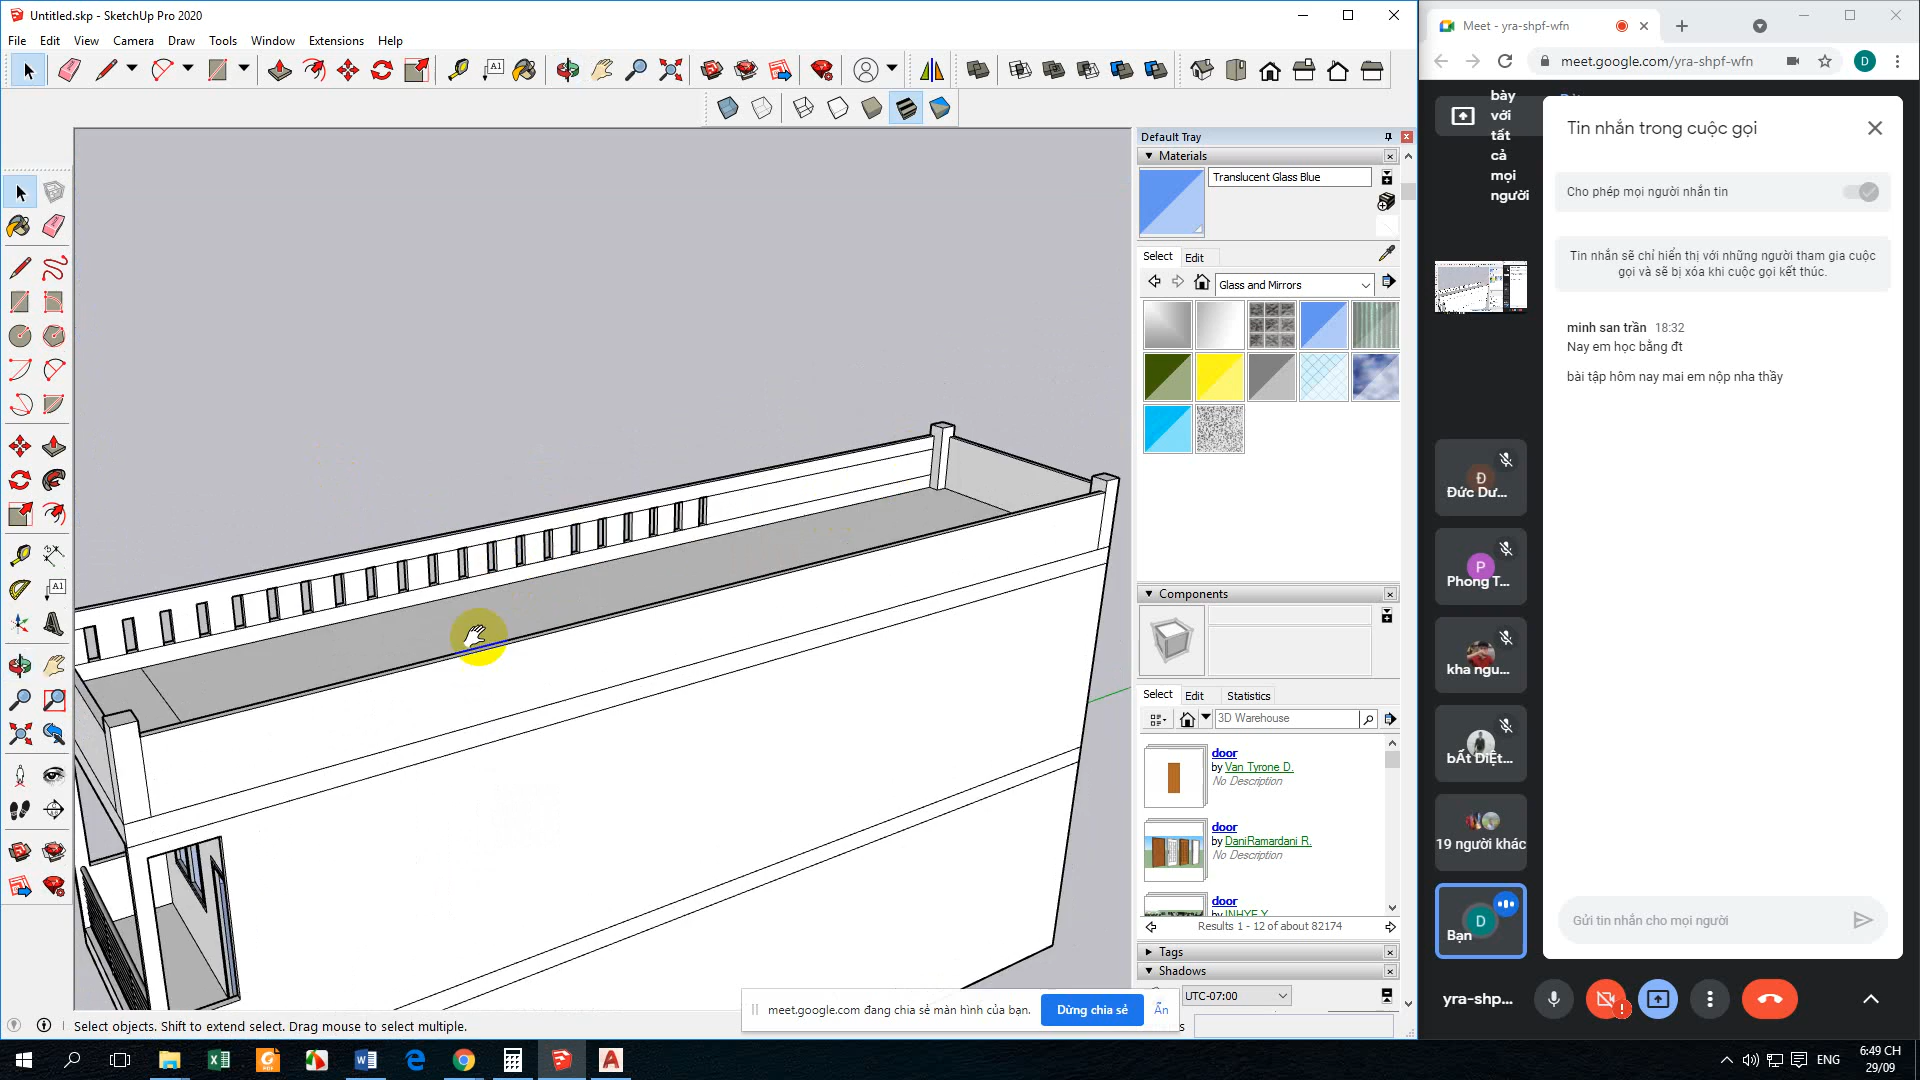 Untitled.skp - SketchUp Pro 2020
File Edit View Camera Draw Tools Window Extensions Help
Default Tray
Materials
Translucent Glass Blue
Select Edit
Glass and Mirrors
Components
Select Edit Statistics
3D Warehouse
door
by Van Tyrone D.
No Description
door
by DaniRamardani R.
No Description
door
by INHYE Y.
Results 1 - 12 of about 82174
Tags
Shadows
UTC-07:00
Select objects. Shift to extend select. Drag mouse to select multiple.
meet.google.com đang chia sẻ màn hình của bạn.
Dừng chia sẻ
Ẩn
Meet - yra-shpf-wfn
meet.google.com/yra-shpf-wfn
D
bày
với
tất
cả
mọi
người
Tin nhắn trong cuộc gọi
Cho phép mọi người nhắn tin
Tin nhắn sẽ chỉ hiển thị với những người tham gia cuộc
gọi và sẽ bị xóa khi cuộc gọi kết thúc.
minh san trần 18:32
Nay em học bằng đt
bài tập hôm nay mai em nộp nha thầy
Đ
Đức Dư...
P
Phong T...
kha ngu...
bẤt DiỆt...
19 người khác
D
Bạn
Gửi tin nhắn cho mọi người
yra-shp...
ENG
6:49 CH
29/09